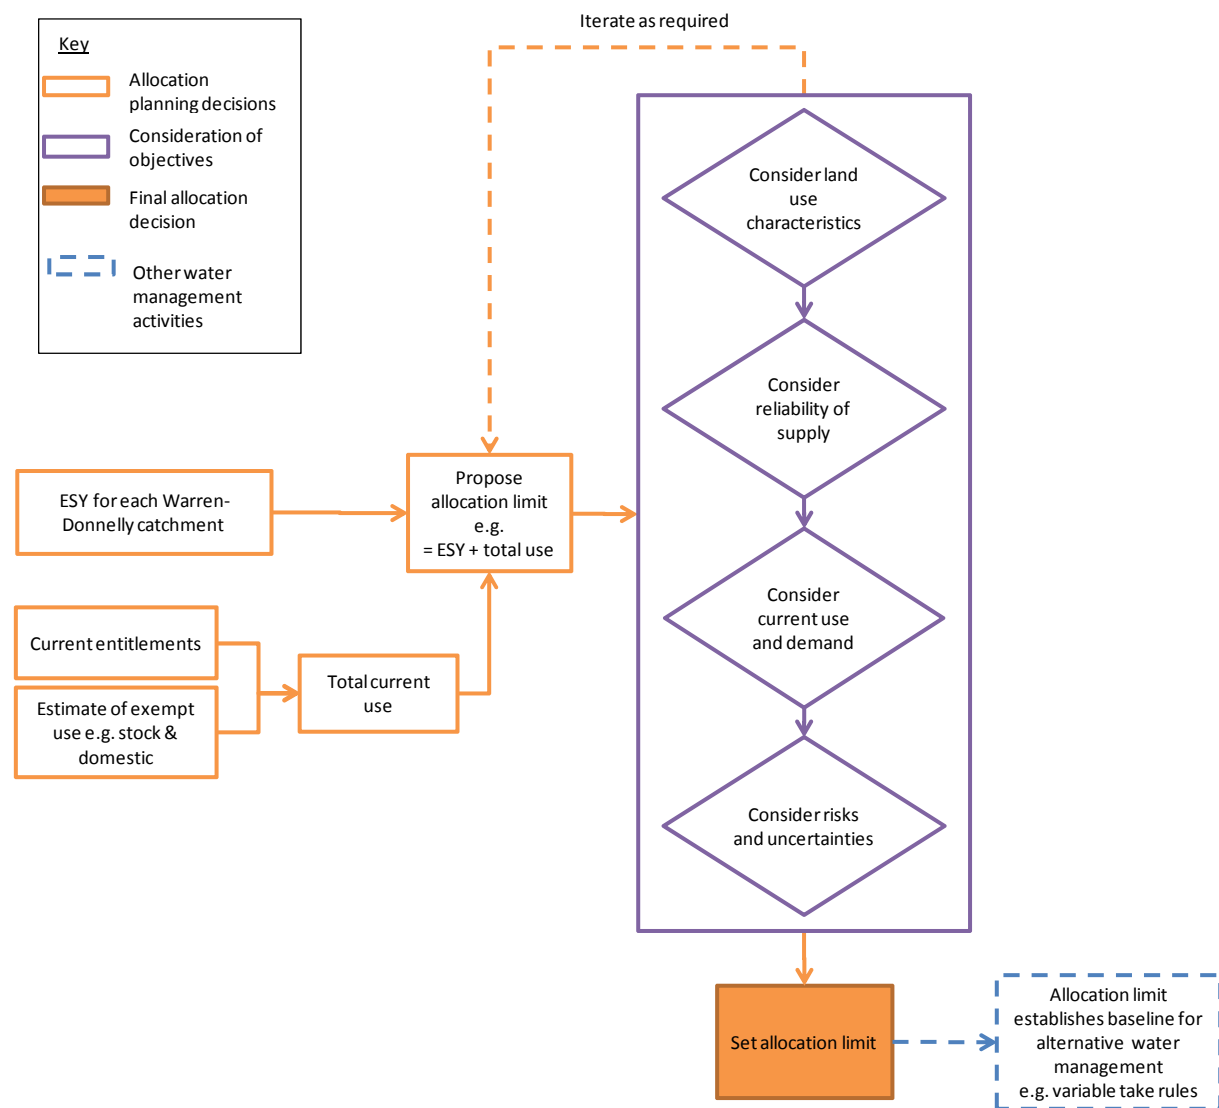 Iterate as required
Key
Allocation
planning decisions
Consideration of
objectives
Final allocation
decision
Other water
management
activities
Consider land
use
characteristics
Consider
reliability of
supply
Propose
allocation limit
e.g.
= ESY + total use
ESY for each Warren-
Donnelly catchment
Current entitlements
Estimate of exempt
use e.g. stock &
domestic
Total current
use
Consider
current use
and demand
Consider risks
and uncertainties
Set allocation limit
Allocation limit
establishes baseline for
alternative water
management
e.g. variable take rules